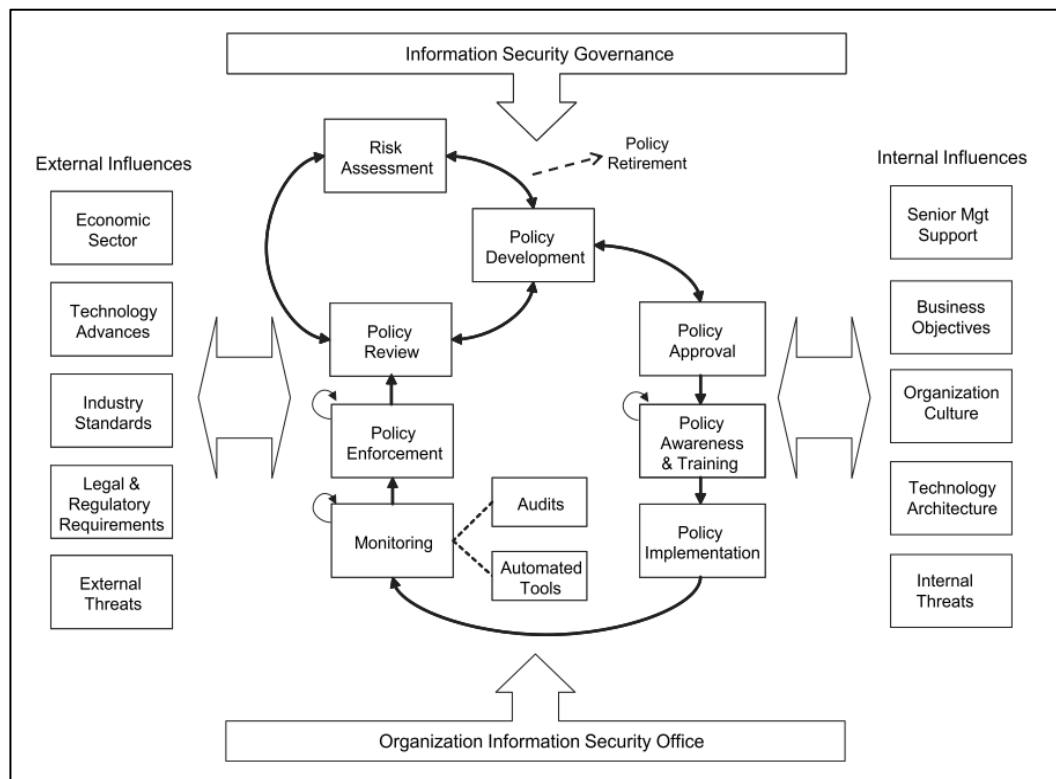 Information Security Governance
External Influences
Economic
Sector
Technology
Advances
Industry
Standards
Legal &
Regulatory
Requirements
External
Threats
Risk
Assessment
Policy
Retirement
Policy
Development
Policy
Review
Policy
Approval
Policy
Enforcement
Policy
Awareness
& Training
Monitoring
Audits
Automated
Tools
Policy
Implementation
Internal Influences
Senior Mgt
Support
Business
Objectives
Organization
Culture
Technology
Architecture
Internal
Threats
Organization Information Security Office